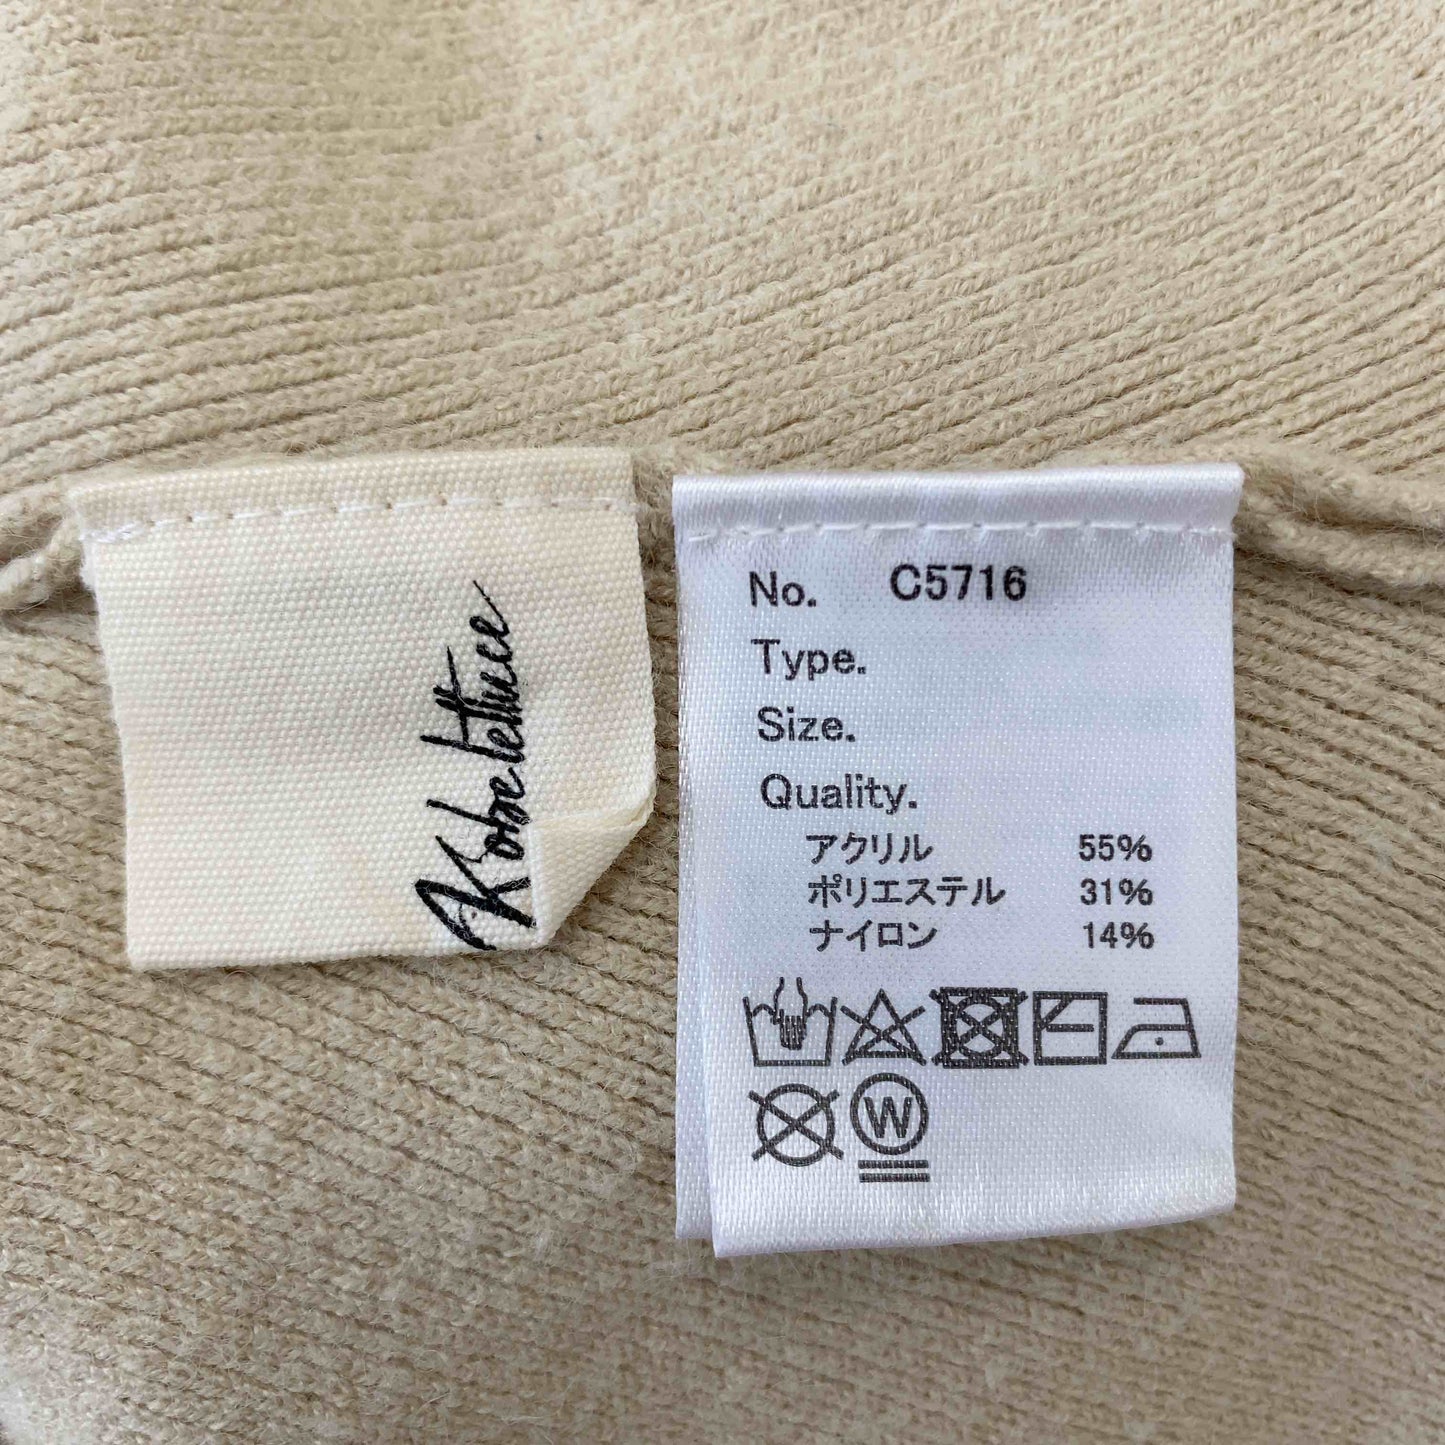 Kobe lettuce
No. C5716
Type.
Size.
Quality.
アクリル 55%
ポリエステル 31%
ナイロン 14%
W